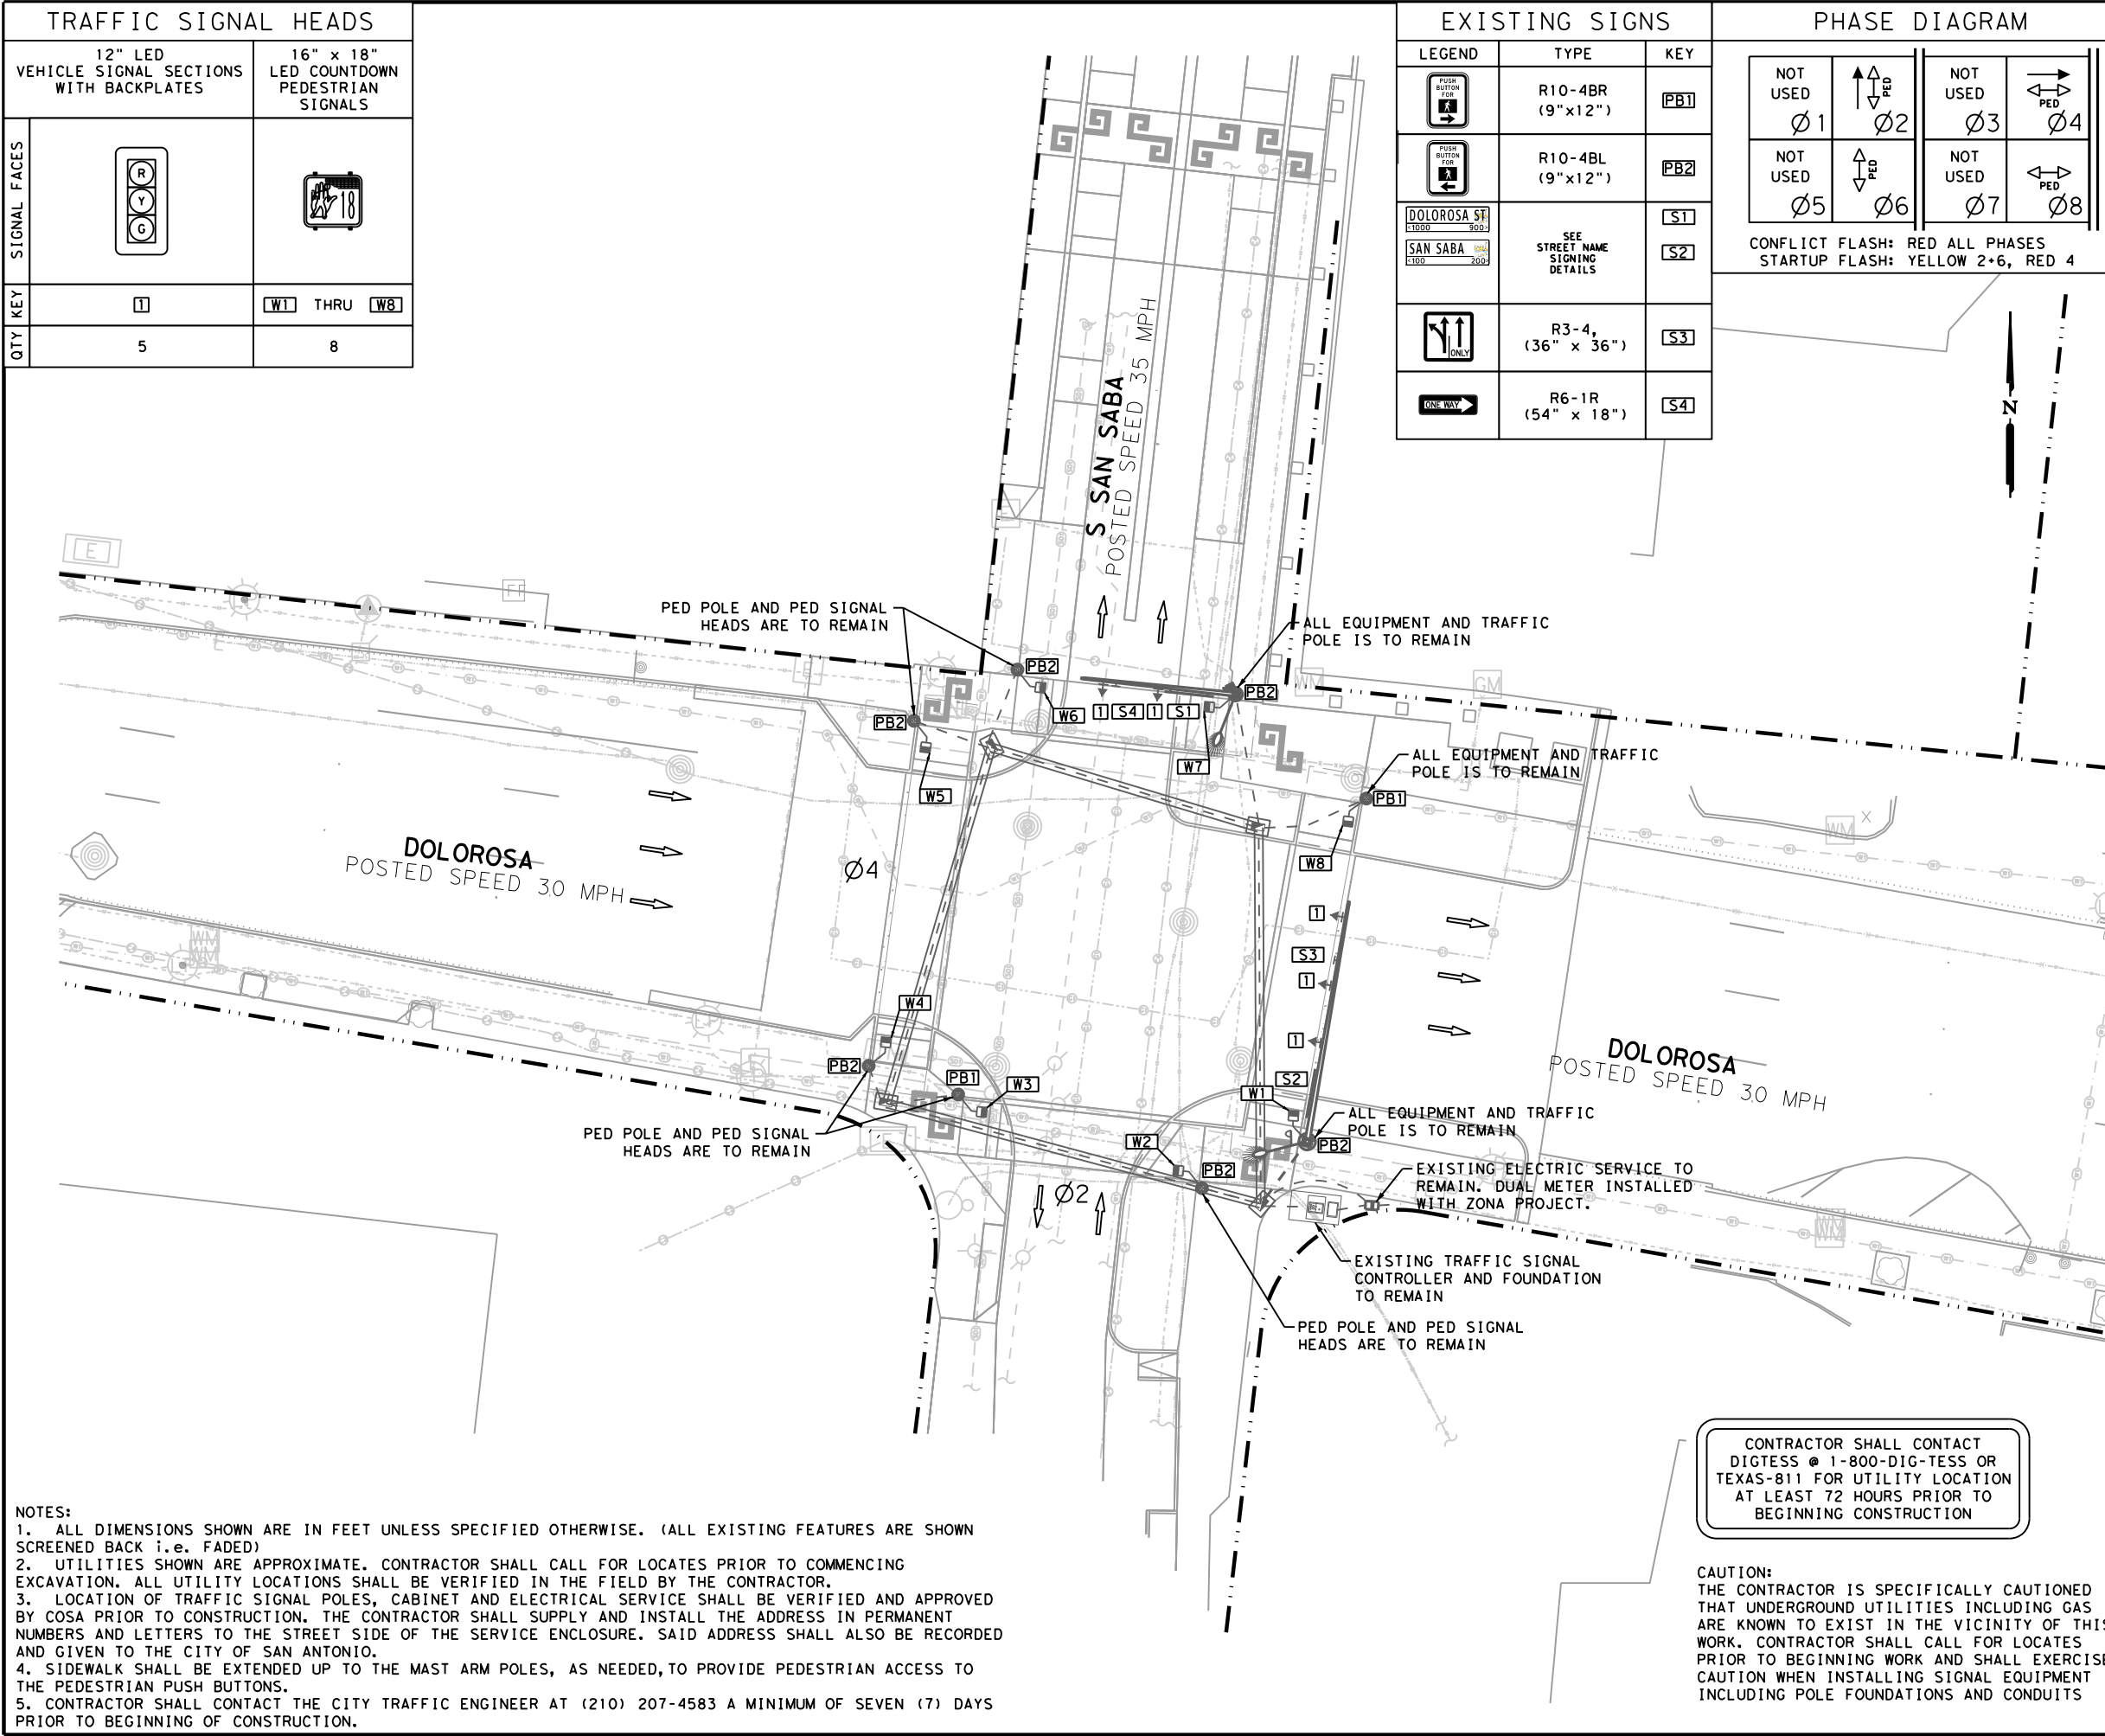 TRAFFIC SIGNAL HEADS
12" LED
VEHICLE SIGNAL SECTIONS
WITH BACKPLATES
16" x 18"
LED COUNTDOWN
PEDESTRIAN
SIGNALS
SIGNAL FACES
R
Y
G
18
KEY
1
W1 THRU W8
QTY
5
8
EXISTING SIGNS
LEGEND
TYPE
KEY
PUSH
BUTTON
FOR
R10-4BR
(9"x12")
PB1
PUSH
BUTTON
FOR
R10-4BL
(9"x12")
PB2
DOLOROSA ST
<1000 900>
SAN SABA
<100 200>
SEE
STREET NAME
SIGNING
DETAILS
S1
S2
ONLY
R3-4,
(36" x 36")
S3
ONE WAY
R6-1R
(54" x 18")
S4
PHASE DIAGRAM
NOT
USED
Ø1
PED
Ø2
NOT
USED
Ø3
PED
Ø4
NOT
USED
Ø5
PED
Ø6
NOT
USED
Ø7
PED
Ø8
CONFLICT FLASH: RED ALL PHASES
STARTUP FLASH: YELLOW 2+6, RED 4
N
S SAN SABA
POSTED SPEED 35 MPH
E
FF
PED POLE AND PED SIGNAL
HEADS ARE TO REMAIN
ALL EQUIPMENT AND TRAFFIC
POLE IS TO REMAIN
PB2
PB2
WM
GM
PB2
W6
1
S4
1
S1
W7
W5
ALL EQUIPMENT AND TRAFFIC
POLE IS TO REMAIN
PB1
W8
WM
DOLOROSA
POSTED SPEED 30 MPH
Ø4
WM
WM
1
S3
1
1
S2
W4
PB2
PB1
W3
W1
DOLOROSA
POSTED SPEED 30 MPH
PED POLE AND PED SIGNAL
HEADS ARE TO REMAIN
W2
PB2
ALL EQUIPMENT AND TRAFFIC
POLE IS TO REMAIN
PB2
Ø2
EXISTING ELECTRIC SERVICE TO
REMAIN. DUAL METER INSTALLED
WITH ZONA PROJECT.
WM
EXISTING TRAFFIC SIGNAL
CONTROLLER AND FOUNDATION
TO REMAIN
PED POLE AND PED SIGNAL
HEADS ARE TO REMAIN
CONTRACTOR SHALL CONTACT
DIGTESS @ 1-800-DIG-TESS OR
TEXAS-811 FOR UTILITY LOCATION
AT LEAST 72 HOURS PRIOR TO
BEGINNING CONSTRUCTION
NOTES:
1. ALL DIMENSIONS SHOWN ARE IN FEET UNLESS SPECIFIED OTHERWISE. (ALL EXISTING FEATURES ARE SHOWN
SCREENED BACK i.e. FADED)
2. UTILITIES SHOWN ARE APPROXIMATE. CONTRACTOR SHALL CALL FOR LOCATES PRIOR TO COMMENCING
EXCAVATION. ALL UTILITY LOCATIONS SHALL BE VERIFIED IN THE FIELD BY THE CONTRACTOR.
3. LOCATION OF TRAFFIC SIGNAL POLES, CABINET AND ELECTRICAL SERVICE SHALL BE VERIFIED AND APPROVED
BY COSA PRIOR TO CONSTRUCTION. THE CONTRACTOR SHALL SUPPLY AND INSTALL THE ADDRESS IN PERMANENT
NUMBERS AND LETTERS TO THE STREET SIDE OF THE SERVICE ENCLOSURE. SAID ADDRESS SHALL ALSO BE RECORDED
AND GIVEN TO THE CITY OF SAN ANTONIO.
4. SIDEWALK SHALL BE EXTENDED UP TO THE MAST ARM POLES, AS NEEDED, TO PROVIDE PEDESTRIAN ACCESS TO
THE PEDESTRIAN PUSH BUTTONS.
5. CONTRACTOR SHALL CONTACT THE CITY TRAFFIC ENGINEER AT (210) 207-4583 A MINIMUM OF SEVEN (7) DAYS
PRIOR TO BEGINNING OF CONSTRUCTION.
CAUTION:
THE CONTRACTOR IS SPECIFICALLY CAUTIONED
THAT UNDERGROUND UTILITIES INCLUDING GAS
ARE KNOWN TO EXIST IN THE VICINITY OF THIS
WORK. CONTRACTOR SHALL CALL FOR LOCATES
PRIOR TO BEGINNING WORK AND SHALL EXERCISE
CAUTION WHEN INSTALLING SIGNAL EQUIPMENT
INCLUDING POLE FOUNDATIONS AND CONDUITS